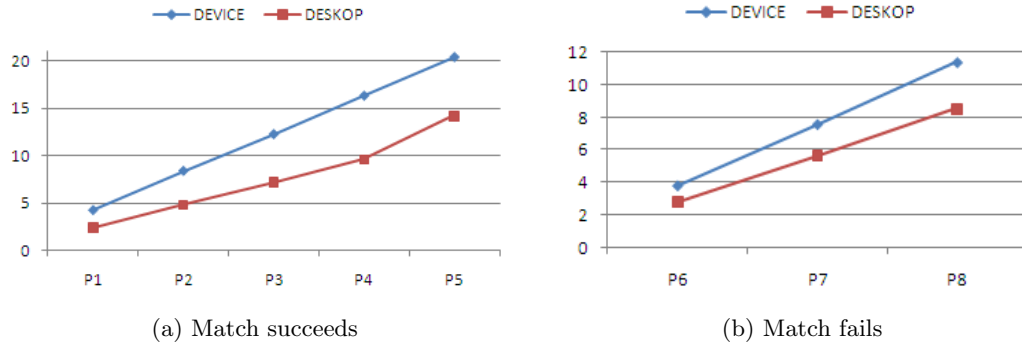 DEVICE DESKOP
20
15
10
5
0
P1 P2 P3 P4 P5
(a) Match succeeds
DEVICE DESKOP
12
10
8
6
4
2
0
P6 P7 P8
(b) Match fails